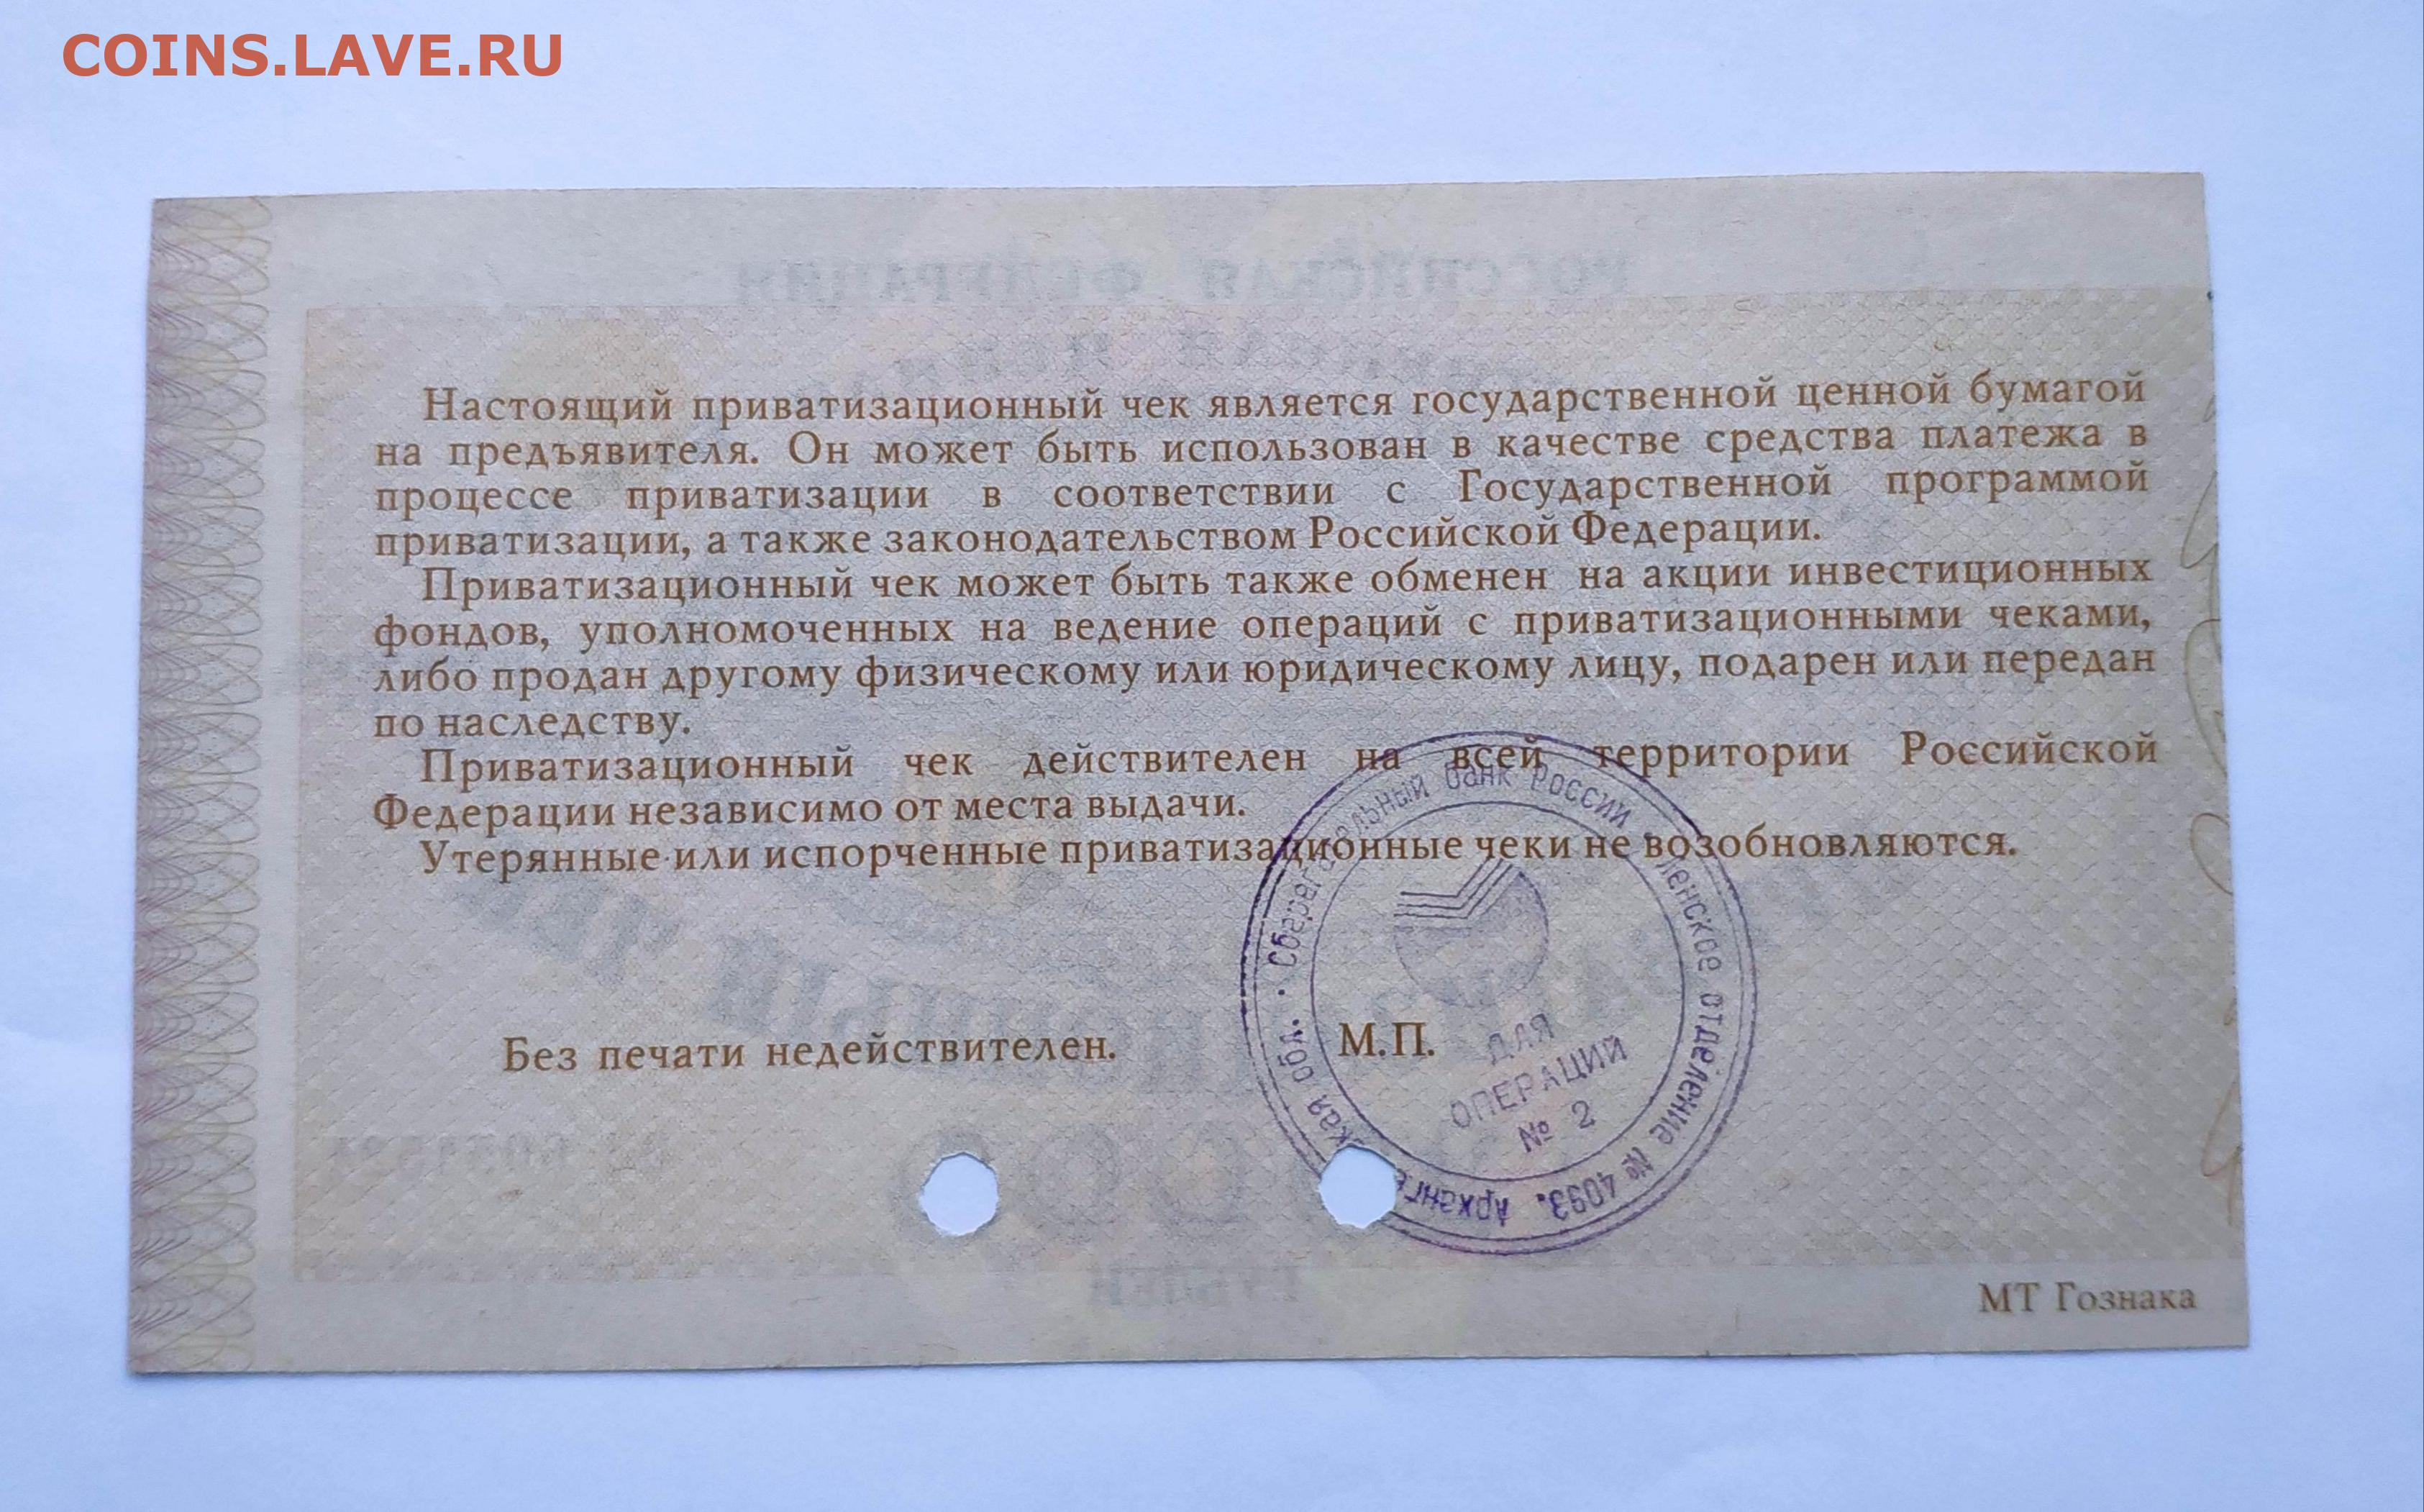 COINS.LAVE.RU
Настоящий приватизационный чек является государственной ценной бумагой
на предъявителя. Он может быть использован в качестве средства платежа в
процессе приватизации в соответствии с Государственной программой
приватизации, а также законодательством Российской Федерации.
Приватизационный чек может быть также обменен на акции инвестиционных
фондов, уполномоченных на ведение операций с приватизационными чеками,
либо продан другому физическому или юридическому лицу, подарен или передан
по наследству.
Приватизационный чек действителен на всей территории Российской
Федерации независимо от места выдачи.
Утерянные или испорченные приватизационные чеки не возобновляются.
Без печати недействителен.
М.П.
Сберегательный банк России
отделение № 4093.
обл.
ДЛЯ
ОПЕРАЦИЙ
№ 2
МТ Гознака